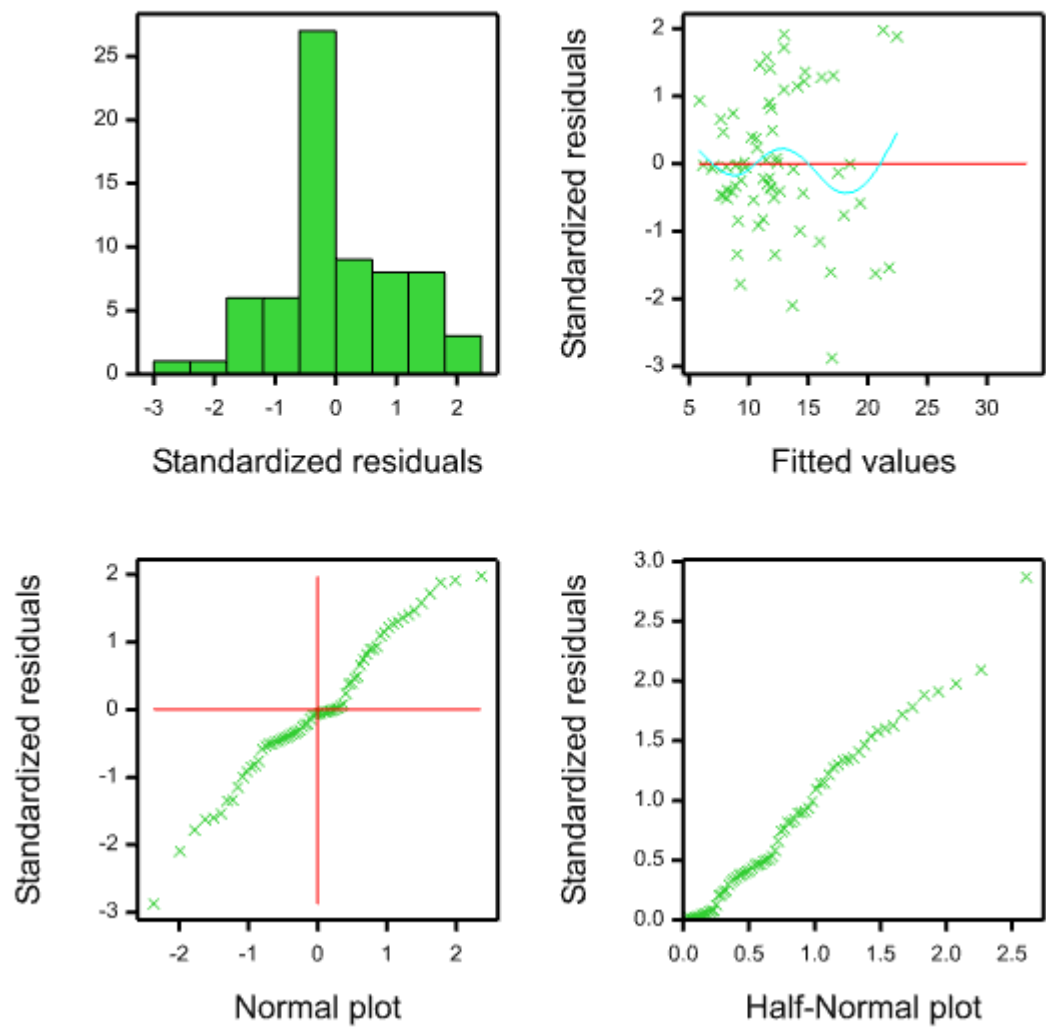 25
20
15
10
5
0
-3 -2 -1 0 1 2
Standardized residuals
Standardized residuals
2
1
0
-1
-2
-3
5 10 15 20 25 30
Fitted values
Standardized residuals
2
1
0
-1
-2
-3
-2 -1 0 1 2
Normal plot
Standardized residuals
3.0
2.5
2.0
1.5
1.0
0.5
0.0
0.0 0.5 1.0 1.5 2.0 2.5
Half-Normal plot